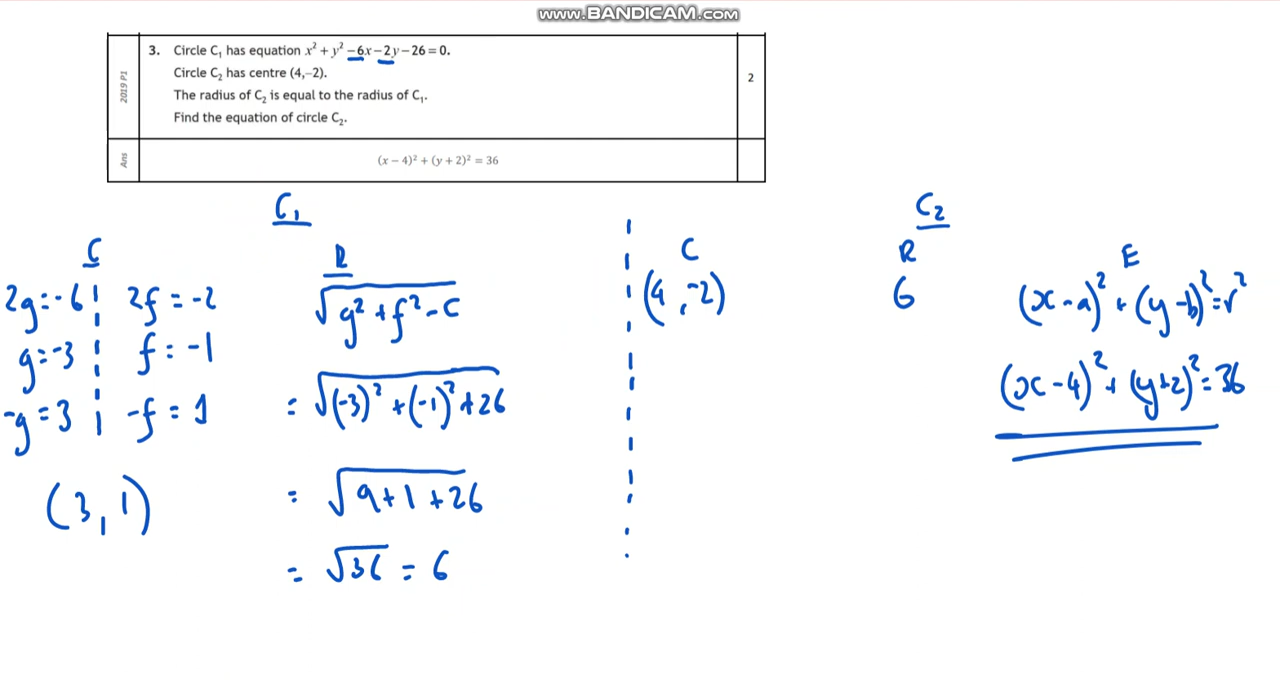 www.BANDICAM.com
3. Circle C₁ has equation x² + y² −6x−2y−26=0.
Circle C₂ has centre (4,−2).
The radius of C₂ is equal to the radius of C₁.
Find the equation of circle C₂.
2019 P1
2
Ans
(x − 4)² + (y + 2)² = 36
C₁
C
2g=-6
2f = -2
g=-3
f = -1
-g = 3
-f = 1
(3, 1)
R
√(g² + f² - c)
= √((-3)² + (-1)² + 26)
= √(9 + 1 + 26)
= √36 = 6
C₂
C
(4, -2)
R
6
E
(x - a)² + (y - b)² = r²
(x - 4)² + (y + 2)² = 36